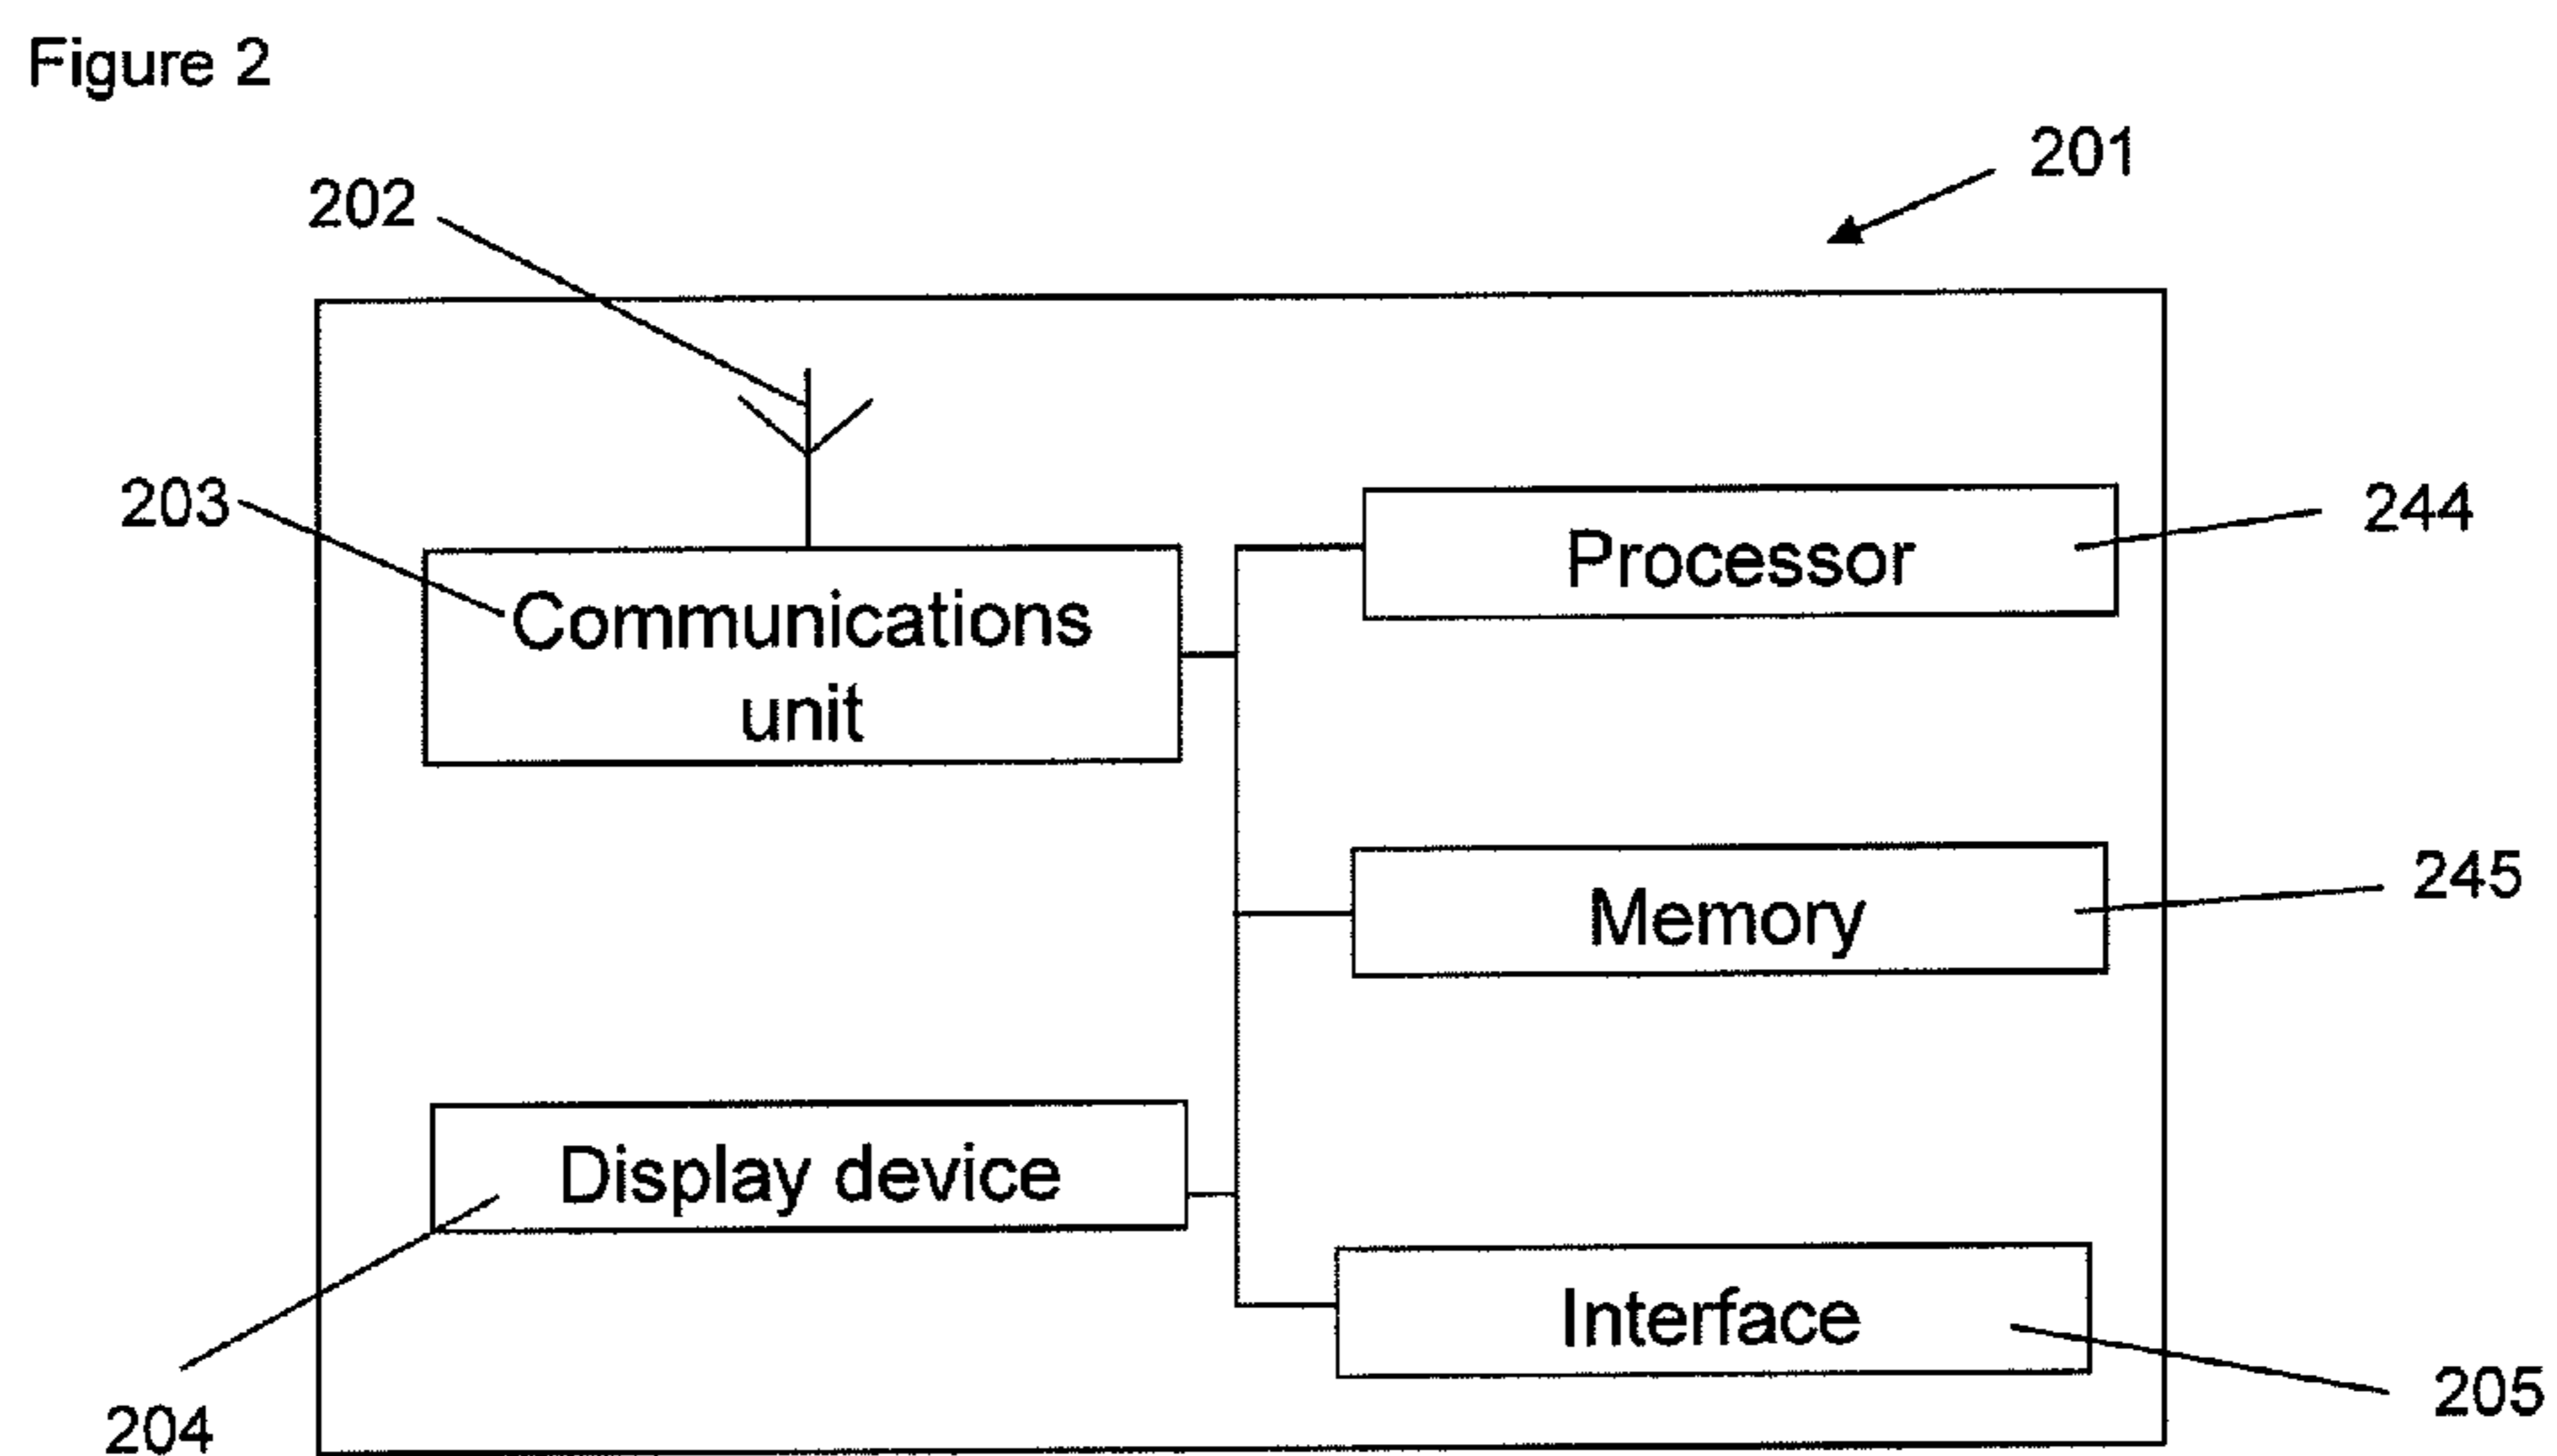 Figure 2
201
202
203
Communications
unit
Processor
244
Memory
245
Display device
204
Interface
205